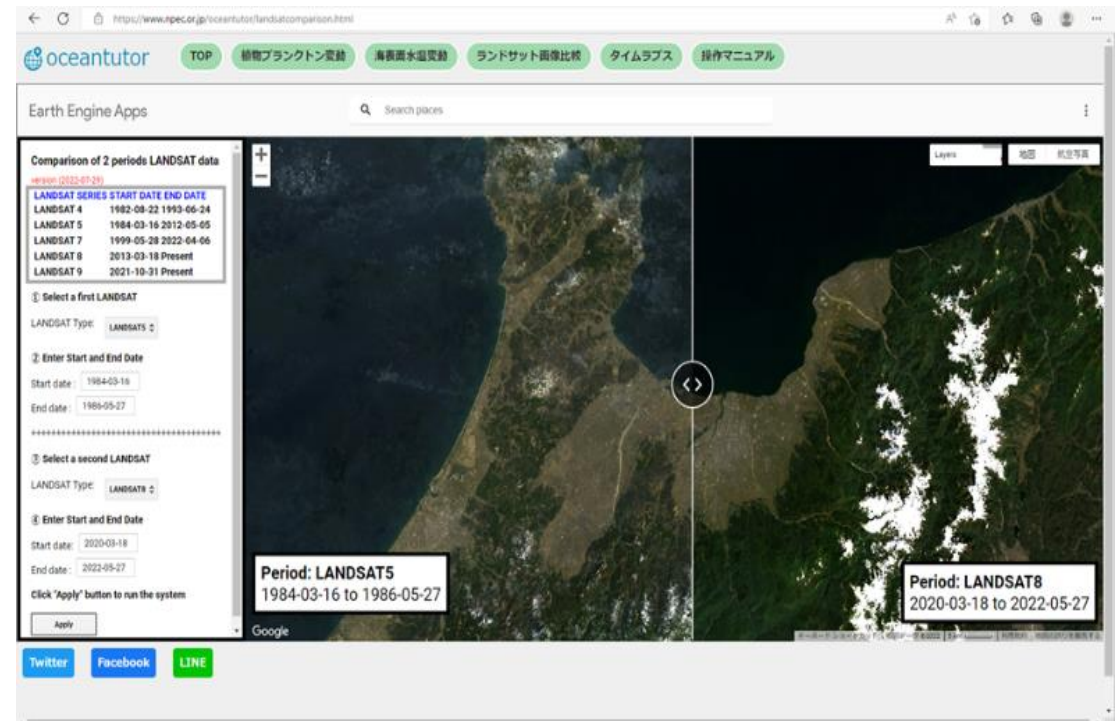 https://www.npec.or.jp/oceantutor/landsatcomparison.html
oceantutor
TOP
植物プランクトン変動
海表面水温変動
ランドサット画像比較
タイムラプス
操作マニュアル
Earth Engine Apps
Search places
Comparison of 2 periods LANDSAT data
version (2022-07-29)
LANDSAT SERIES START DATE END DATE
LANDSAT 4 1982-08-22 1993-06-24
LANDSAT 5 1984-03-16 2012-05-05
LANDSAT 7 1999-05-28 2022-04-06
LANDSAT 8 2013-03-18 Present
LANDSAT 9 2021-10-31 Present
① Select a first LANDSAT
LANDSAT Type: LANDSAT5
② Enter Start and End Date
Start date : 1984-03-16
End date : 1986-05-27
③ Select a second LANDSAT
LANDSAT Type: LANDSAT8
④ Enter Start and End Date
Start date: 2020-03-18
End date : 2022-05-27
Click "Apply" button to run the system
Apply
Layers
地図
航空写真
Period: LANDSAT5
1984-03-16 to 1986-05-27
Period: LANDSAT8
2020-03-18 to 2022-05-27
Google
Twitter
Facebook
LINE